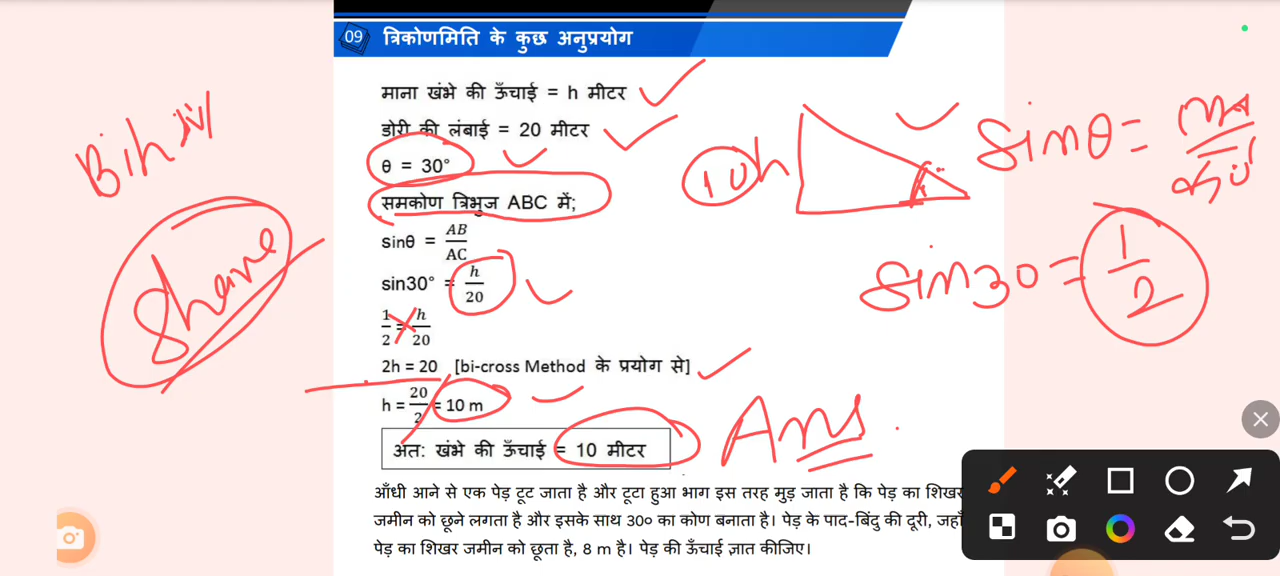 09 त्रिकोणमिति के कुछ अनुप्रयोग
माना खंभे की ऊँचाई = h मीटर
डोरी की लंबाई = 20 मीटर
θ = 30°
समकोण त्रिभुज ABC में;
sinθ = AB/AC
sin30° = h/20
1/2 = h/20
2h = 20 [bi-cross Method के प्रयोग से]
h = 20/2 = 10 m
अत: खंभे की ऊँचाई = 10 मीटर
आँधी आने से एक पेड़ टूट जाता है और टूटा हुआ भाग इस तरह मुड़ जाता है कि पेड़ का शिखर
जमीन को छूने लगता है और इसके साथ 30० का कोण बनाता है। पेड़ के पाद-बिंदु की दूरी, जहाँ
पेड़ का शिखर जमीन को छूता है, 8 m है। पेड़ की ऊँचाई ज्ञात कीजिए।
Share
10 h
sinθ =
sin30 = 1/2
Ans.